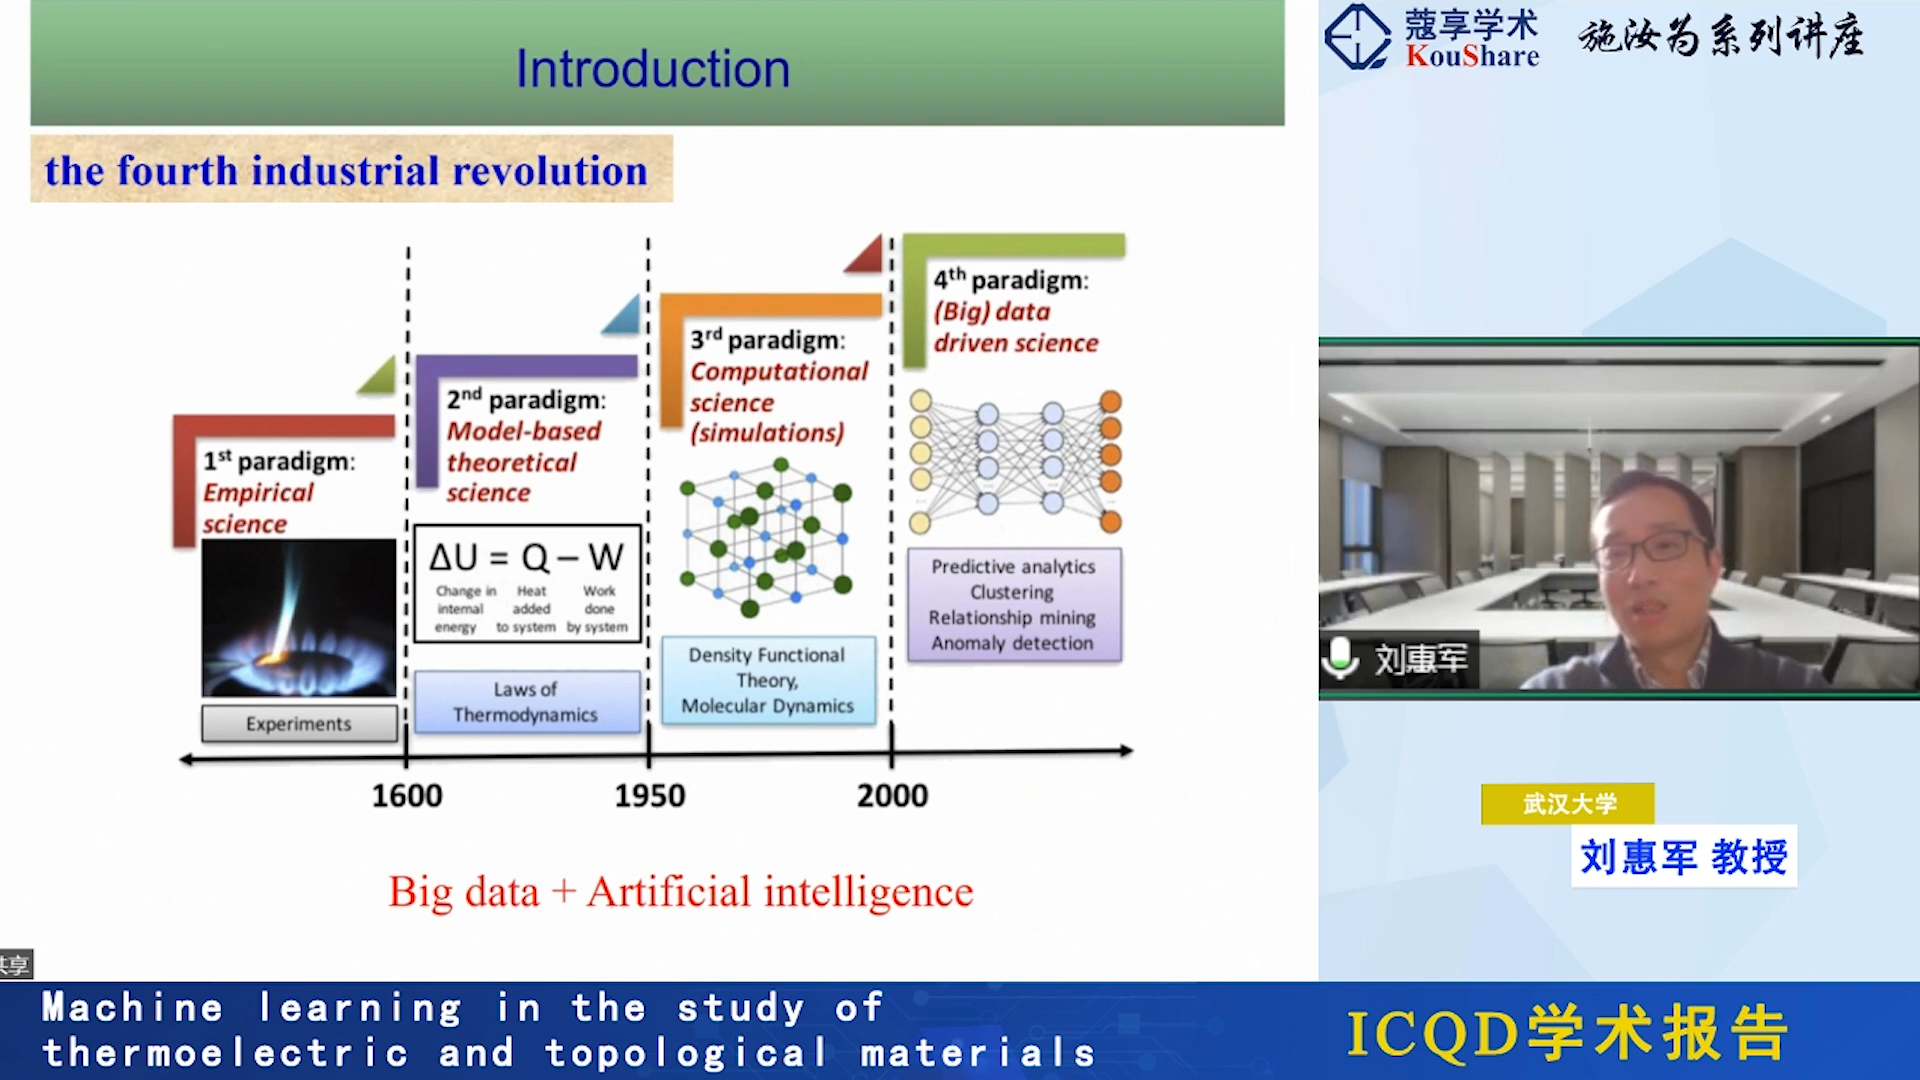 Introduction
the fourth industrial revolution
1st paradigm:
Empirical
science
Experiments
2nd paradigm:
Model-based
theoretical
science
ΔU = Q – W
Change in internal energy
Heat added to system
Work done by system
Laws of
Thermodynamics
3rd paradigm:
Computational
science
(simulations)
Density Functional
Theory,
Molecular Dynamics
4th paradigm:
(Big) data
driven science
Predictive analytics
Clustering
Relationship mining
Anomaly detection
1600
1950
2000
Big data + Artificial intelligence
共享
蔻享学术
KouShare
施汝为系列讲座
刘惠军
武汉大学
刘惠军 教授
Machine learning in the study of
thermoelectric and topological materials
ICQD学术报告